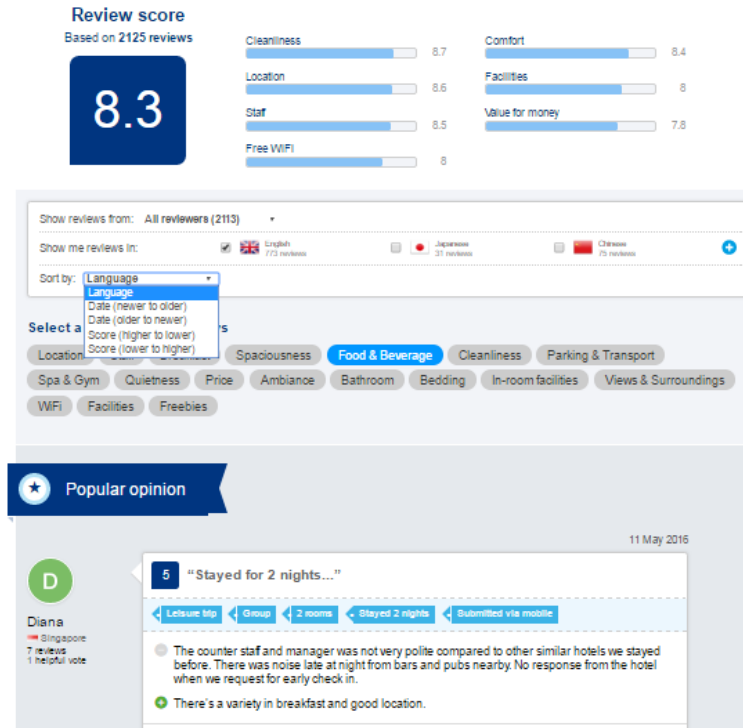 Review score
Based on 2125 reviews
8.3
Cleanliness
8.7
Comfort
8.4
Location
8.6
Facilities
8
Staff
8.5
Value for money
7.8
Free WiFi
8
Show reviews from: All reviewers (2113)
Show me reviews in:
English
773 reviews
Japanese
31 reviews
Chinese
75 reviews
Sort by: Language
Language
Date (newer to older)
Date (older to newer)
Score (higher to lower)
Score (lower to higher)
Select a
Location
Spaciousness
Food & Beverage
Cleanliness
Parking & Transport
Spa & Gym
Quietness
Price
Ambiance
Bathroom
Bedding
In-room facilities
Views & Surroundings
WiFi
Facilities
Freebies
Popular opinion
11 May 2016
D
Diana
Singapore
7 reviews
1 helpful vote
5
"Stayed for 2 nights..."
Leisure trip
Group
2 rooms
Stayed 2 nights
Submitted via mobile
The counter staff and manager was not very polite compared to other similar hotels we stayed
before. There was noise late at night from bars and pubs nearby. No response from the hotel
when we request for early check in.
There's a variety in breakfast and good location.